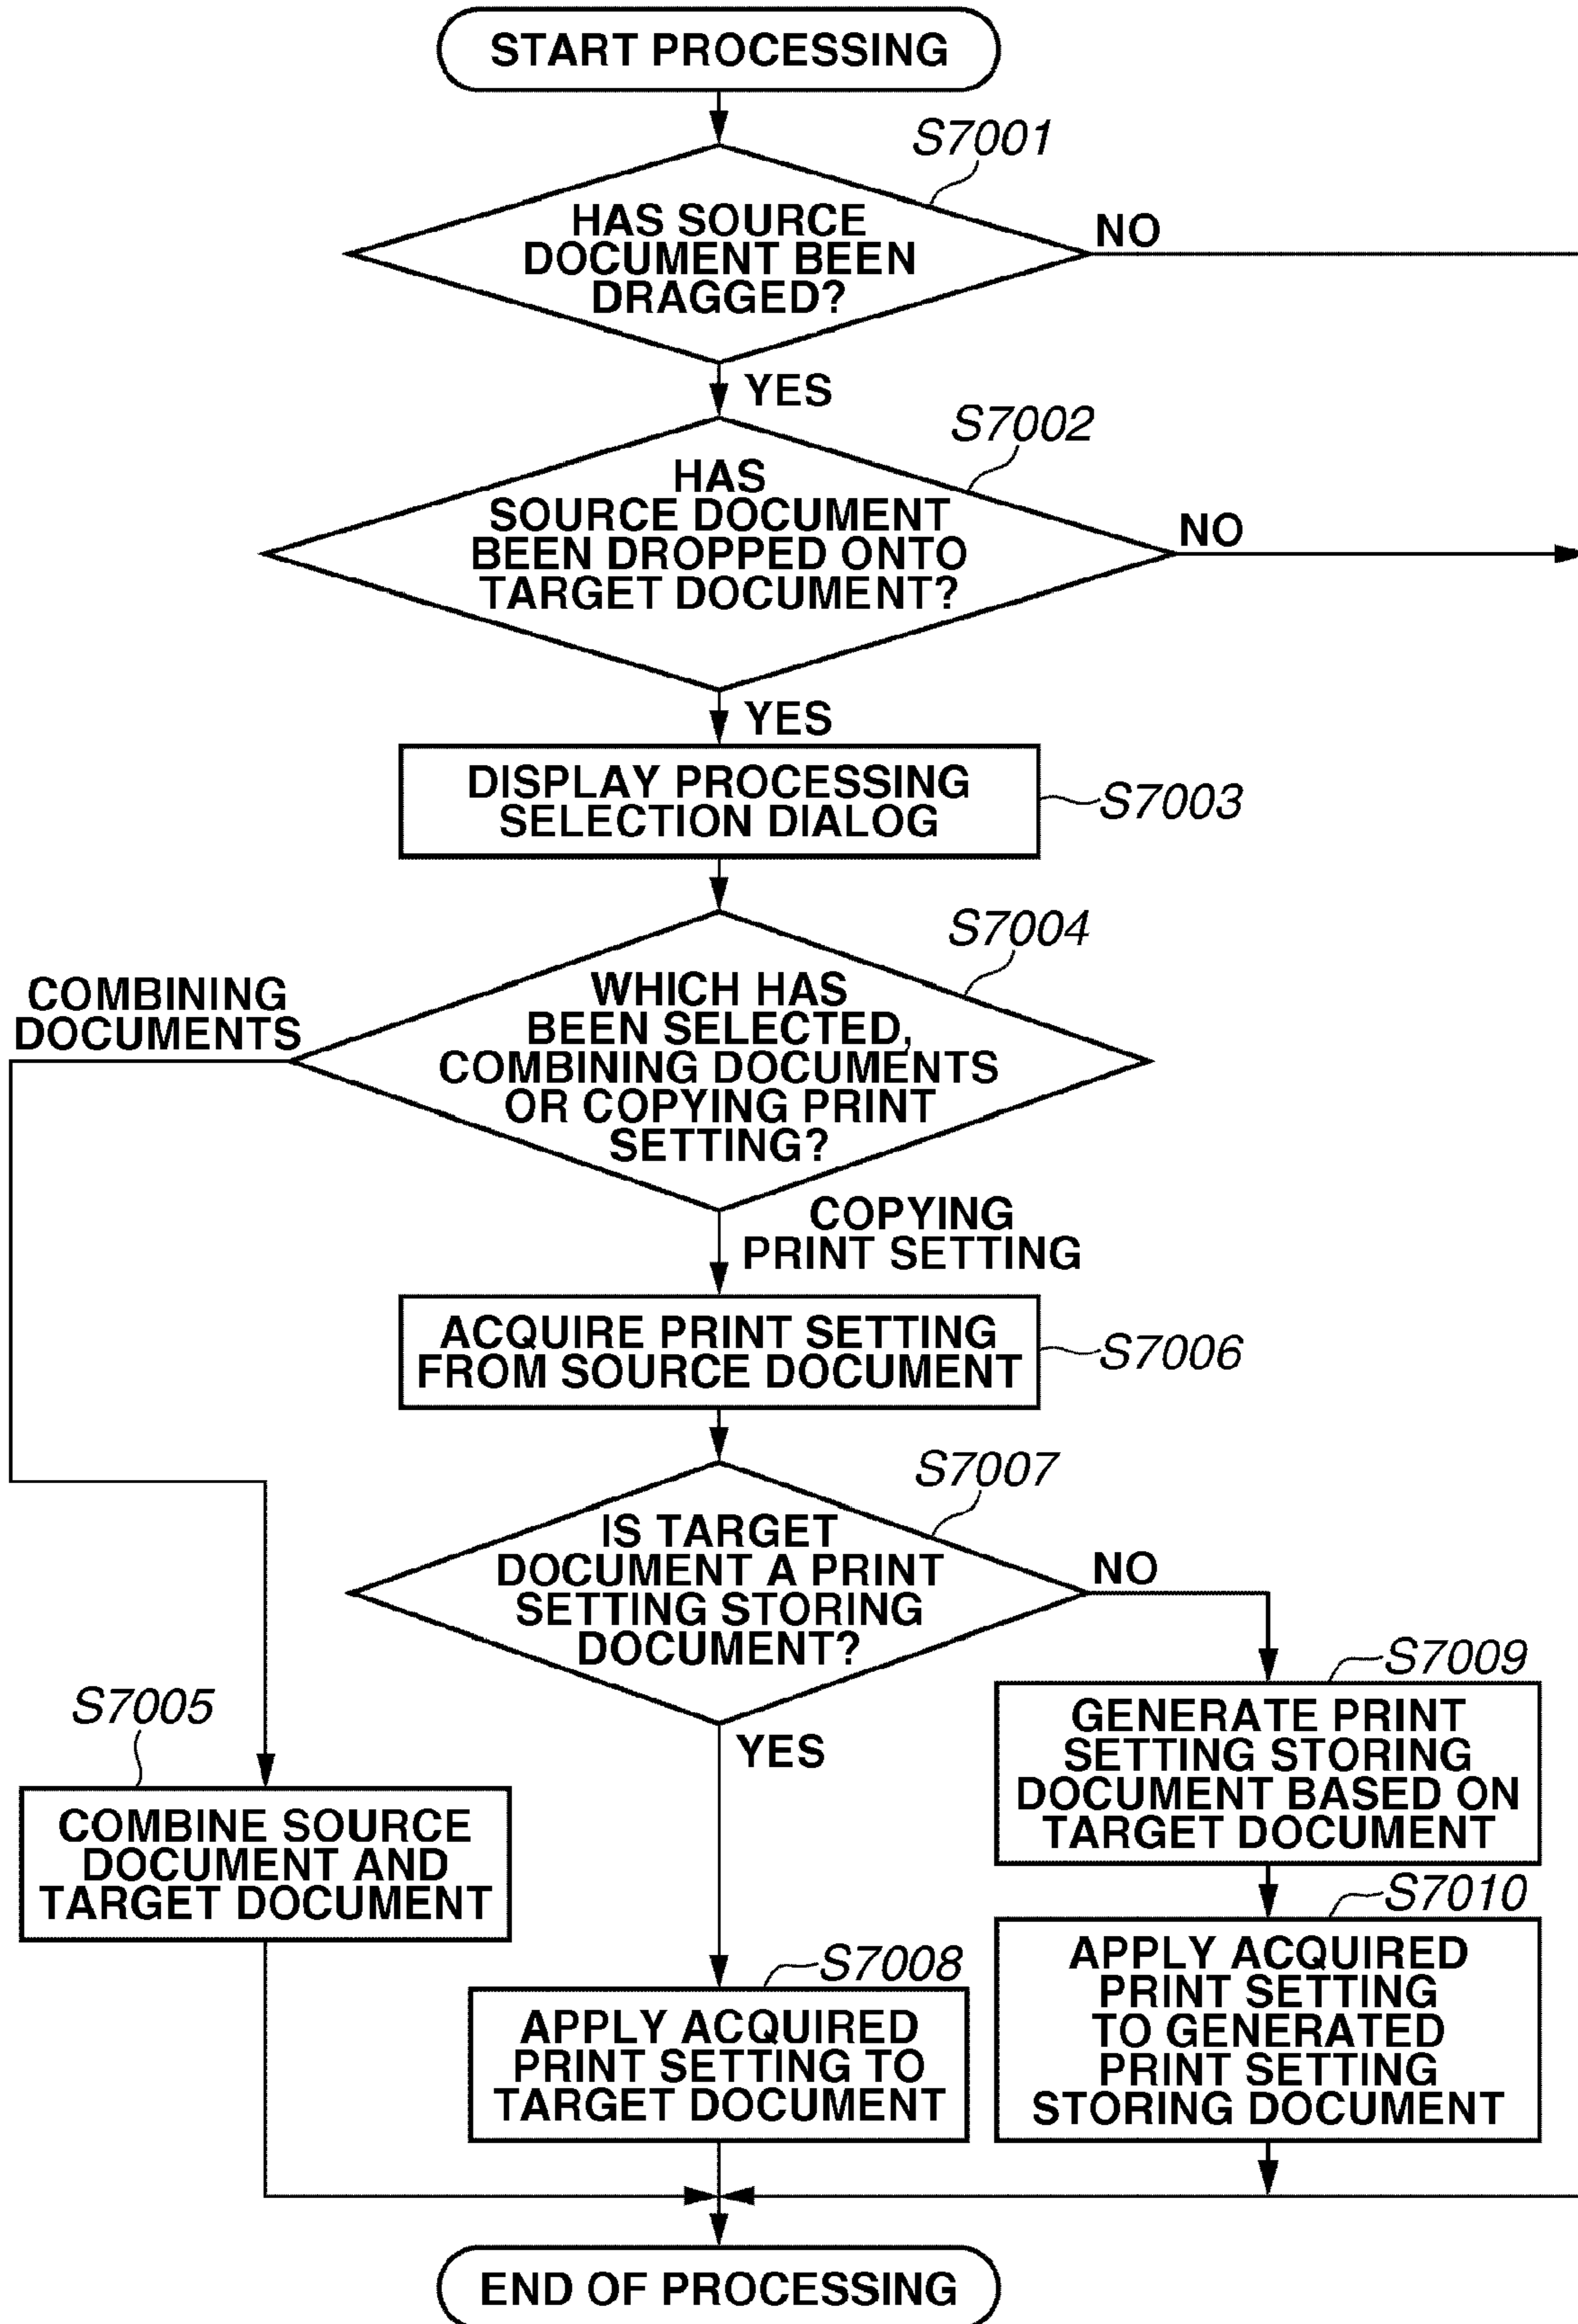 START PROCESSING
S7001
HAS SOURCE
DOCUMENT BEEN
DRAGGED?
NO
YES
S7002
HAS
SOURCE DOCUMENT
BEEN DROPPED ONTO
TARGET DOCUMENT?
NO
YES
DISPLAY PROCESSING
SELECTION DIALOG
S7003
S7004
COMBINING
DOCUMENTS
WHICH HAS
BEEN SELECTED,
COMBINING DOCUMENTS
OR COPYING PRINT
SETTING?
COPYING
PRINT SETTING
ACQUIRE PRINT SETTING
FROM SOURCE DOCUMENT
S7006
S7007
IS TARGET
DOCUMENT A PRINT
SETTING STORING
DOCUMENT?
NO
YES
S7009
GENERATE PRINT
SETTING STORING
DOCUMENT BASED ON
TARGET DOCUMENT
S7005
COMBINE SOURCE
DOCUMENT AND
TARGET DOCUMENT
S7008
APPLY ACQUIRED
PRINT SETTING TO
TARGET DOCUMENT
S7010
APPLY ACQUIRED
PRINT SETTING
TO GENERATED
PRINT SETTING
STORING DOCUMENT
END OF PROCESSING